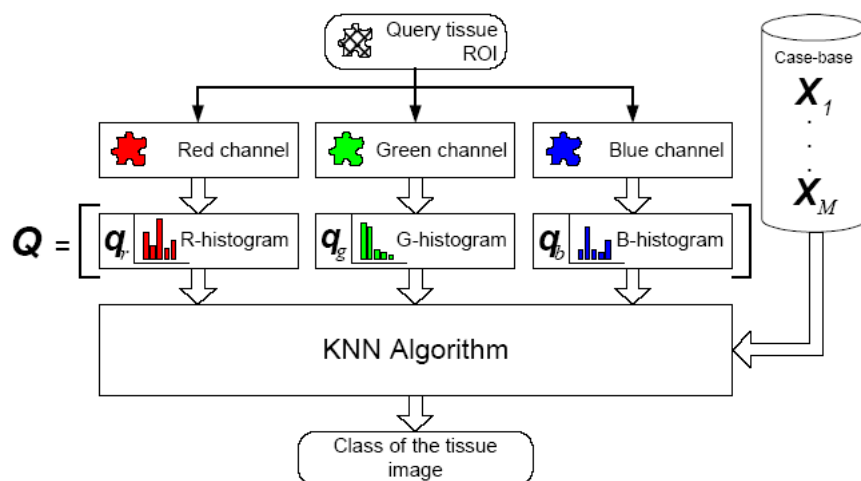 Query tissue
ROI
Case-base
X1
.
.
.
XM
Red channel
Green channel
Blue channel
Q = [ qr R-histogram qg G-histogram qb B-histogram ]
KNN Algorithm
Class of the tissue
image